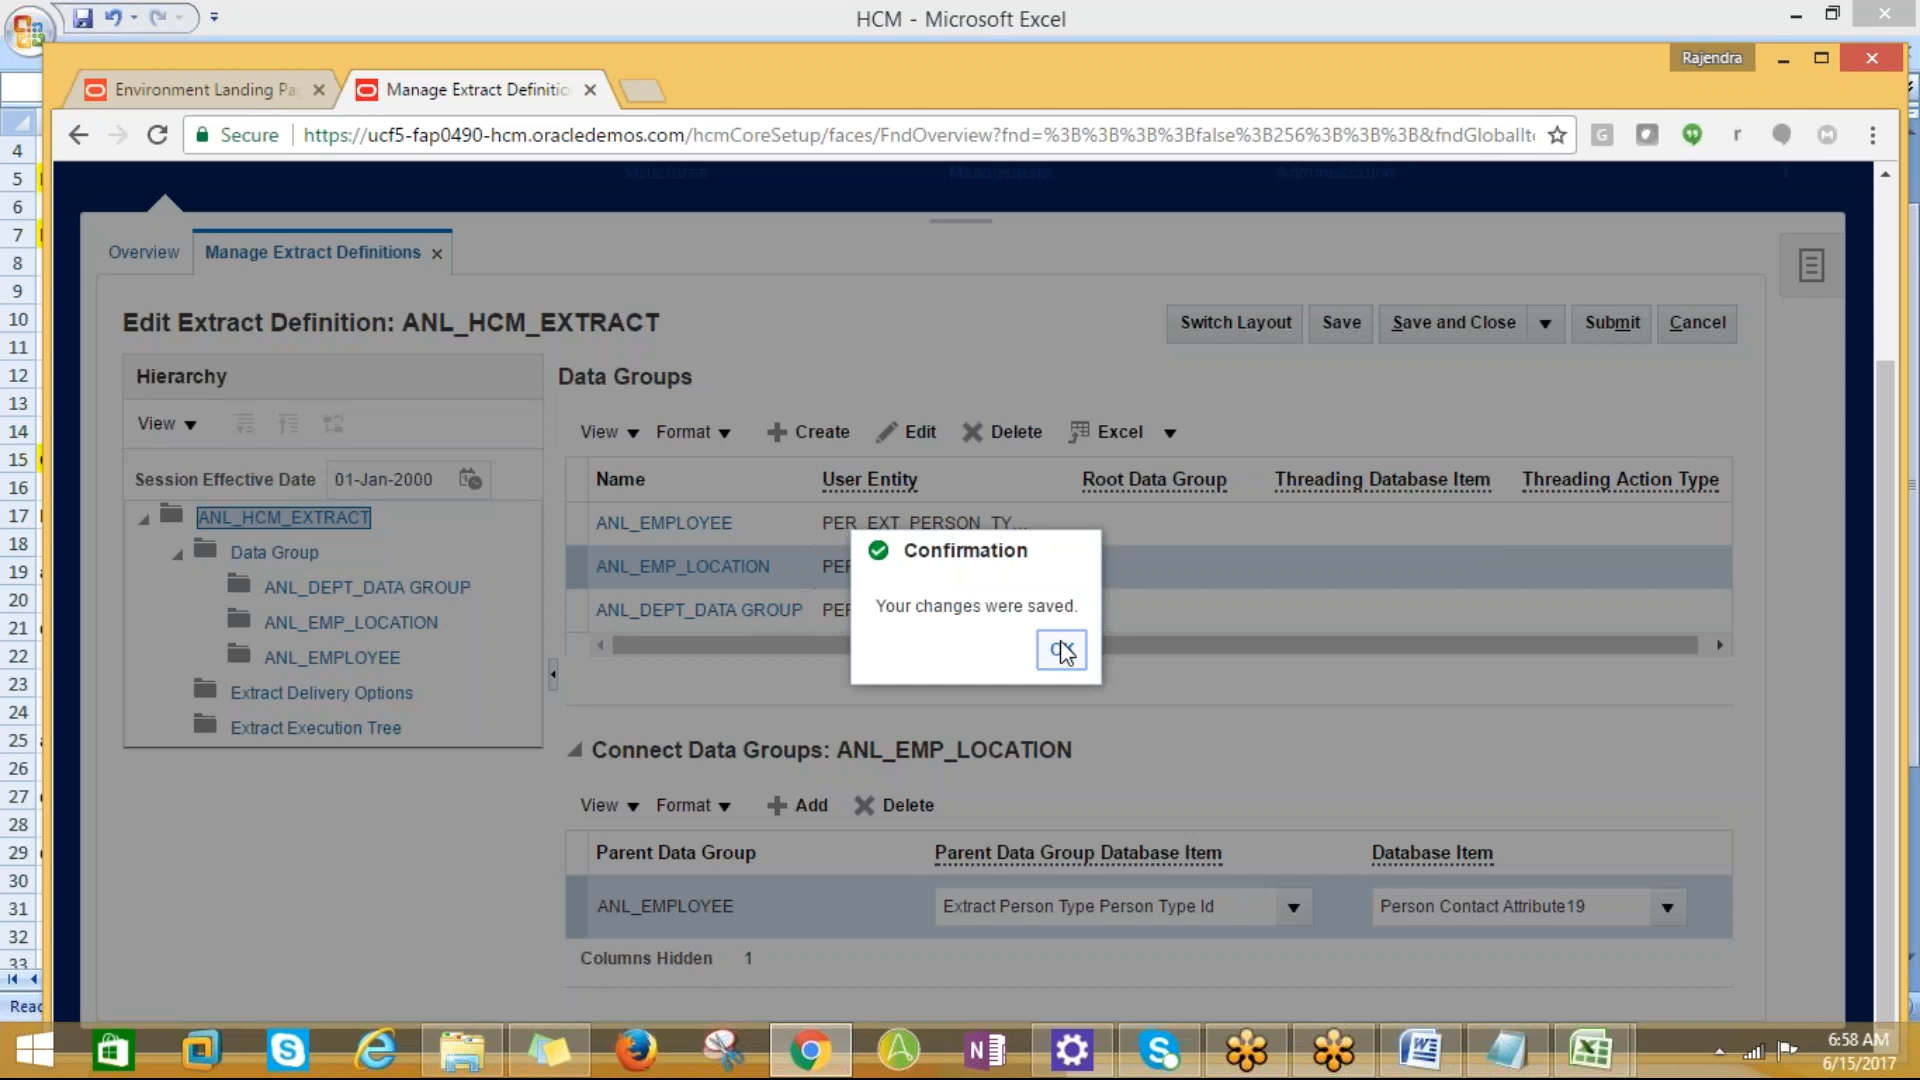 HCM - Microsoft Excel
Rajendra
Environment Landing Pa
Manage Extract Definitio
Secure
https://ucf5-fap0490-hcm.oracledemos.com/hcmCoreSetup/faces/FndOverview?fnd=%3B%3B%3B%3Bfalse%3B256%3B%3B%3B&fndGlobalIt
Structures Management Administration
Overview
Manage Extract Definitions
Edit Extract Definition: ANL_HCM_EXTRACT
Switch Layout
Save
Save and Close
Submit
Cancel
Hierarchy
View
Session Effective Date 01-Jan-2000
ANL_HCM_EXTRACT
Data Group
ANL_DEPT_DATA GROUP
ANL_EMP_LOCATION
ANL_EMPLOYEE
Extract Delivery Options
Extract Execution Tree
Data Groups
View Format Create Edit Delete Excel
Name User Entity Root Data Group Threading Database Item Threading Action Type
ANL_EMPLOYEE PER_EXT_PERSON_TY...
ANL_EMP_LOCATION
ANL_DEPT_DATA GROUP
Confirmation
Your changes were saved.
Connect Data Groups: ANL_EMP_LOCATION
View Format Add Delete
Parent Data Group Parent Data Group Database Item Database Item
ANL_EMPLOYEE Extract Person Type Person Type Id Person Contact Attribute19
Columns Hidden 1
4
5
6
7
8
9
10
11
12
13
14
15
16
17
18
19
20
21
22
23
24
25
26
27
28
29
30
31
32
33
Read
6:58 AM
6/15/2017